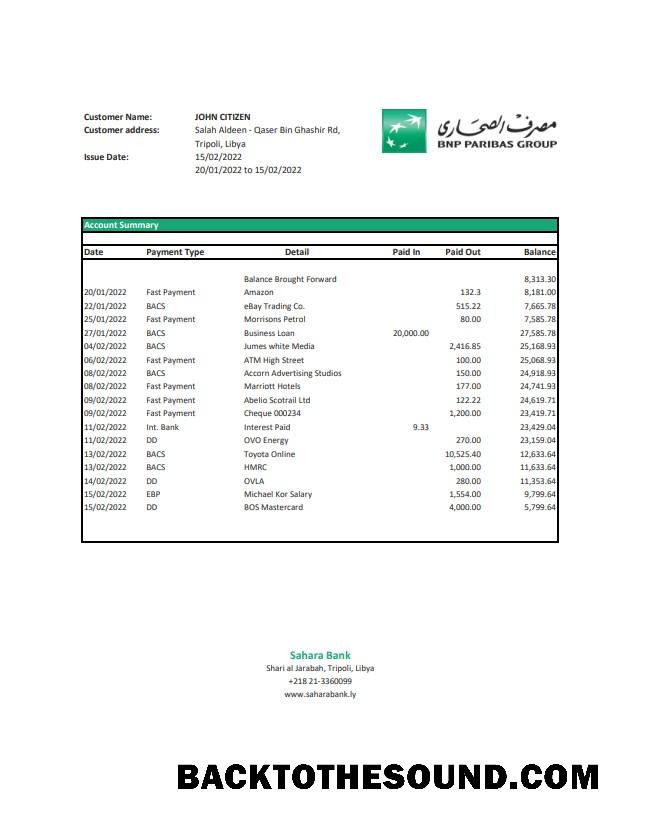 Customer Name: JOHN CITIZEN
Customer address: Salah Aldeen - Qaser Bin Ghashir Rd,
Tripoli, Libya
Issue Date: 15/02/2022
20/01/2022 to 15/02/2022
مصرف الصحاري
BNP PARIBAS GROUP
Account Summary
Date Payment Type Detail Paid In Paid Out Balance
Balance Brought Forward 8,313.30
20/01/2022 Fast Payment Amazon 132.3 8,181.00
22/01/2022 BACS eBay Trading Co. 515.22 7,665.78
25/01/2022 Fast Payment Morrisons Petrol 80.00 7,585.78
27/01/2022 BACS Business Loan 20,000.00 27,585.78
04/02/2022 BACS Jumes white Media 2,416.85 25,168.93
06/02/2022 Fast Payment ATM High Street 100.00 25,068.93
08/02/2022 BACS Accorn Advertising Studios 150.00 24,918.93
08/02/2022 Fast Payment Marriott Hotels 177.00 24,741.93
09/02/2022 Fast Payment Abelio Scotrail Ltd 122.22 24,619.71
09/02/2022 Fast Payment Cheque 000234 1,200.00 23,419.71
11/02/2022 Int. Bank Interest Paid 9.33 23,429.04
11/02/2022 DD OVO Energy 270.00 23,159.04
13/02/2022 BACS Toyota Online 10,525.40 12,633.64
13/02/2022 BACS HMRC 1,000.00 11,633.64
14/02/2022 DD OVLA 280.00 11,353.64
15/02/2022 EBP Michael Kor Salary 1,554.00 9,799.64
15/02/2022 DD BOS Mastercard 4,000.00 5,799.64
Sahara Bank
Shari al Jarabah, Tripoli, Libya
+218 21-3360099
www.saharabank.ly
BACKTOTHESOUND.COM